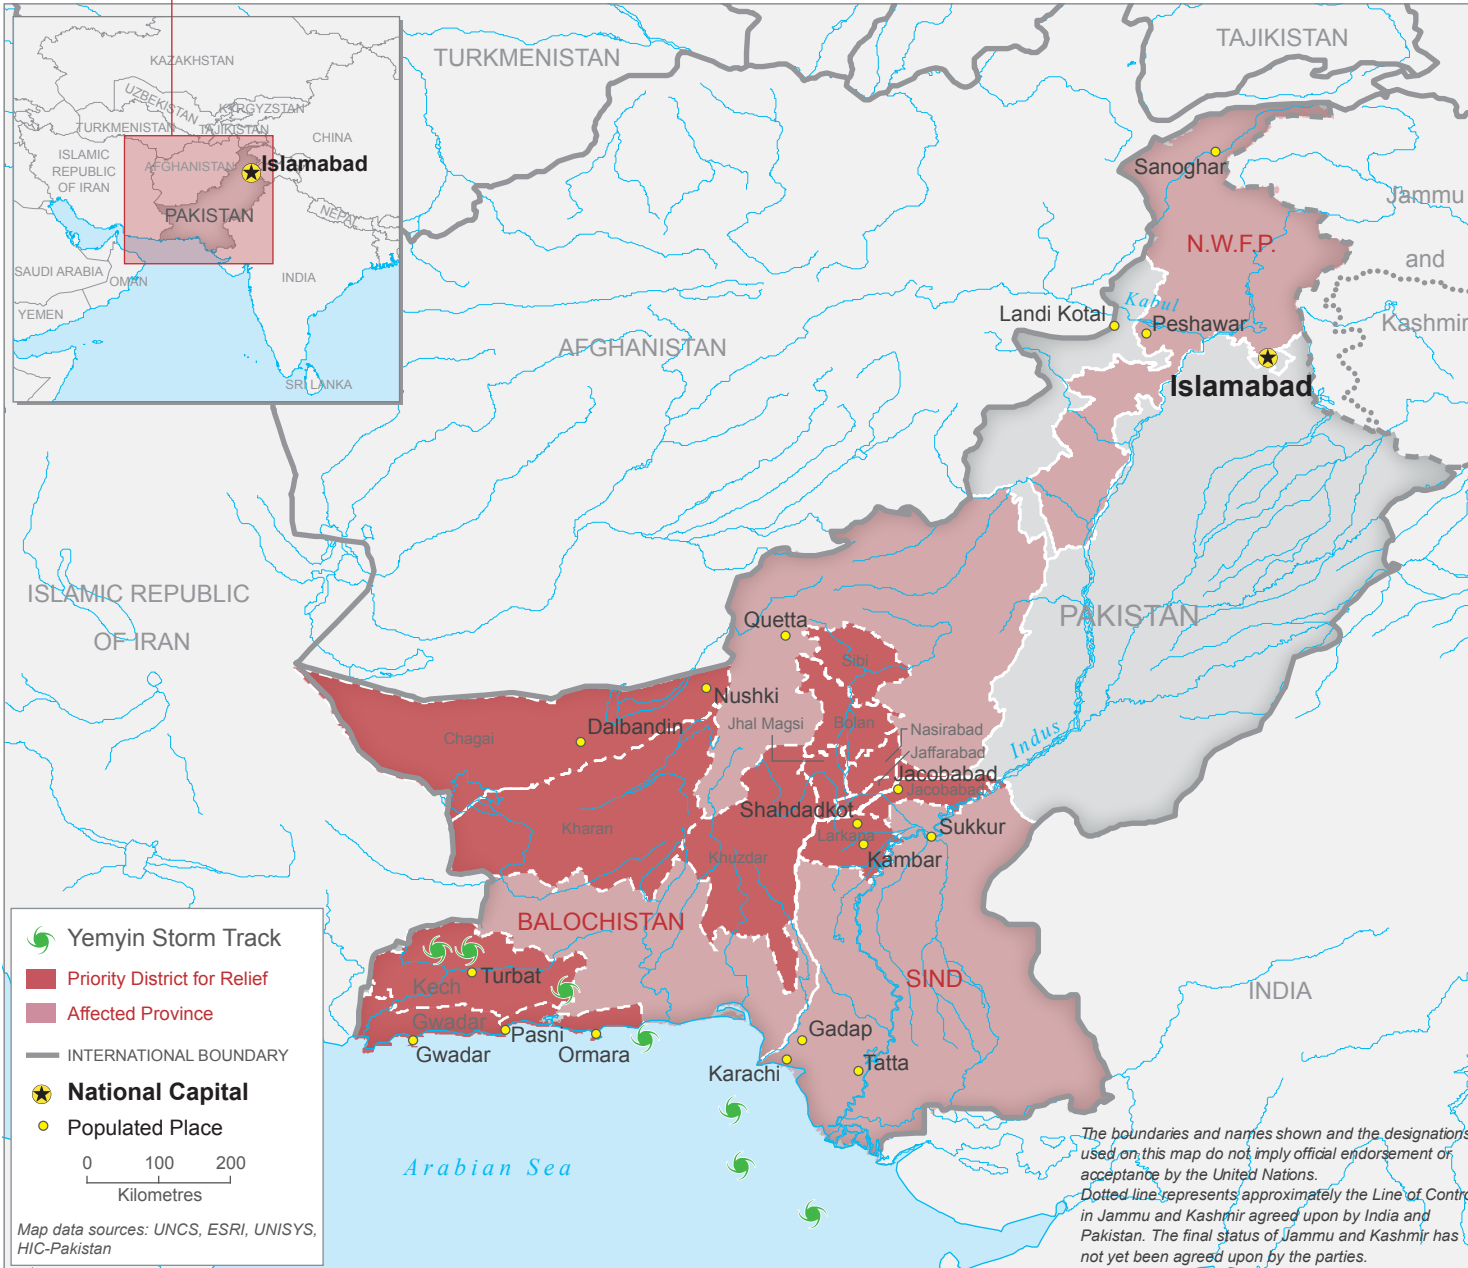 KAZAKHSTAN
UZBEKISTAN
KYRGYZSTAN
TURKMENISTAN
TAJIKISTAN
CHINA
ISLAMIC
REPUBLIC
OF IRAN
AFGHANISTAN
Islamabad
PAKISTAN
NEPAL
SAUDI ARABIA
OMAN
INDIA
YEMEN
SRI LANKA
TURKMENISTAN
TAJIKISTAN
Sanoghar
Jammu
N.W.F.P.
and
Kabul
Landi Kotal
Peshawar
Kashmir
AFGHANISTAN
Islamabad
ISLAMIC REPUBLIC
OF IRAN
PAKISTAN
Quetta
Sibi
Nushki
Jhal Magsi
Bolan
Nasirabad
Dalbandin
Chagai
Jaffarabad
Indus
Jacobabad
Jacobabad
Shahdadkot
Kharan
Larkana
Sukkur
Khuzdar
Kambar
BALOCHISTAN
Turbat
Kech
SIND
INDIA
Gwadar
Pasni
Gwadar
Ormara
Gadap
Karachi
Tatta
Arabian Sea
Yemyin Storm Track
Priority District for Relief
Affected Province
INTERNATIONAL BOUNDARY
National Capital
Populated Place
0 100 200
Kilometres
Map data sources: UNCS, ESRI, UNISYS,
HIC-Pakistan
The boundaries and names shown and the designations
used on this map do not imply official endorsement or
acceptance by the United Nations.
Dotted line represents approximately the Line of Contro
in Jammu and Kashmir agreed upon by India and
Pakistan. The final status of Jammu and Kashmir has
not yet been agreed upon by the parties.